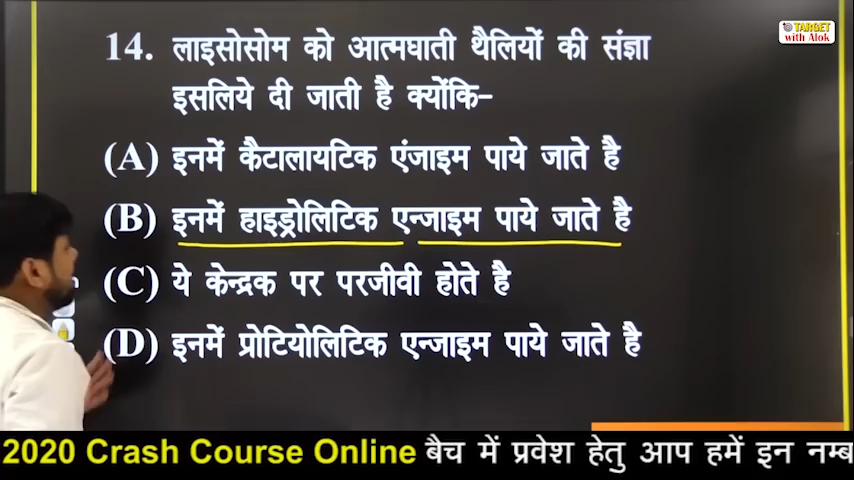 TARGET
with Alok
14. लाइसोसोम को आत्मघाती थैलियों की संज्ञा
इसलिये दी जाती है क्योंकि-
(A) इनमें कैटालायटिक एंजाइम पाये जाते है
(B) इनमें हाइड्रोलिटिक एन्जाइम पाये जाते है
(C) ये केन्द्रक पर परजीवी होते है
(D) इनमें प्रोटियोलिटिक एन्जाइम पाये जाते है
2020 Crash Course Online बैच में प्रवेश हेतु आप हमें इन नम्ब